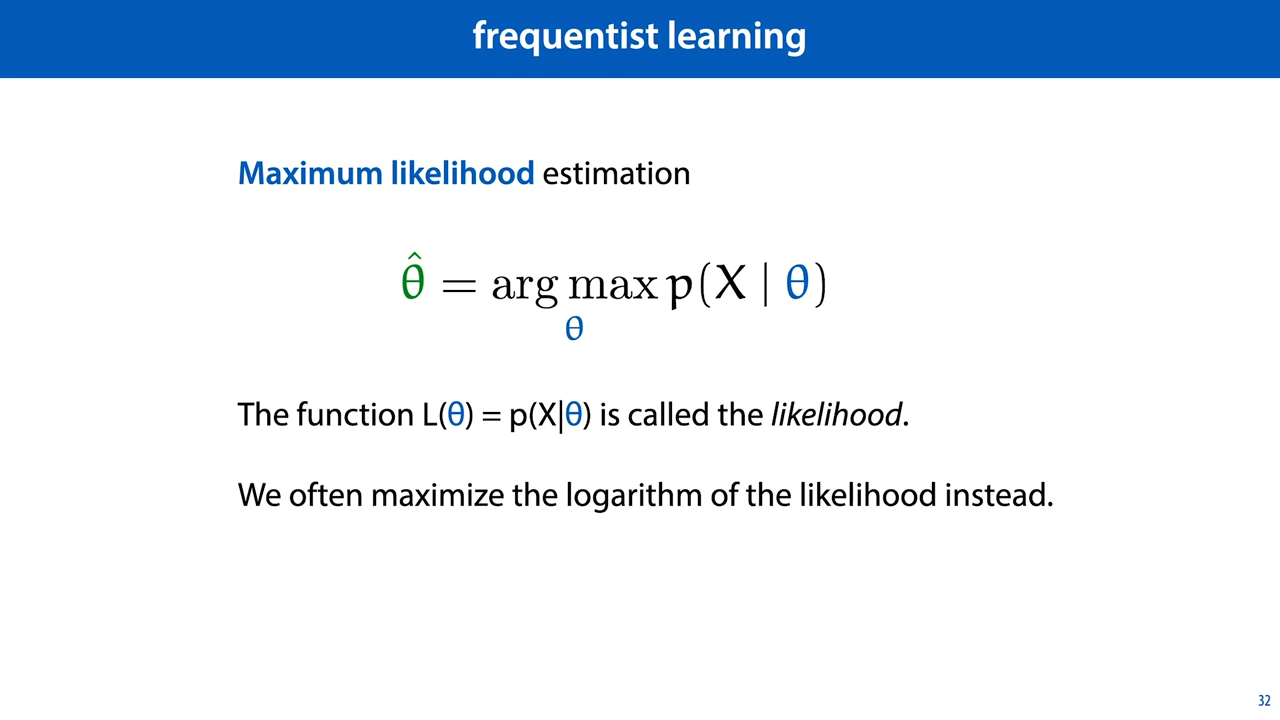 frequentist learning
Maximum likelihood estimation
θ̂ = arg max p(X | θ)
θ
The function L(θ) = p(X|θ) is called the likelihood.
We often maximize the logarithm of the likelihood instead.
32